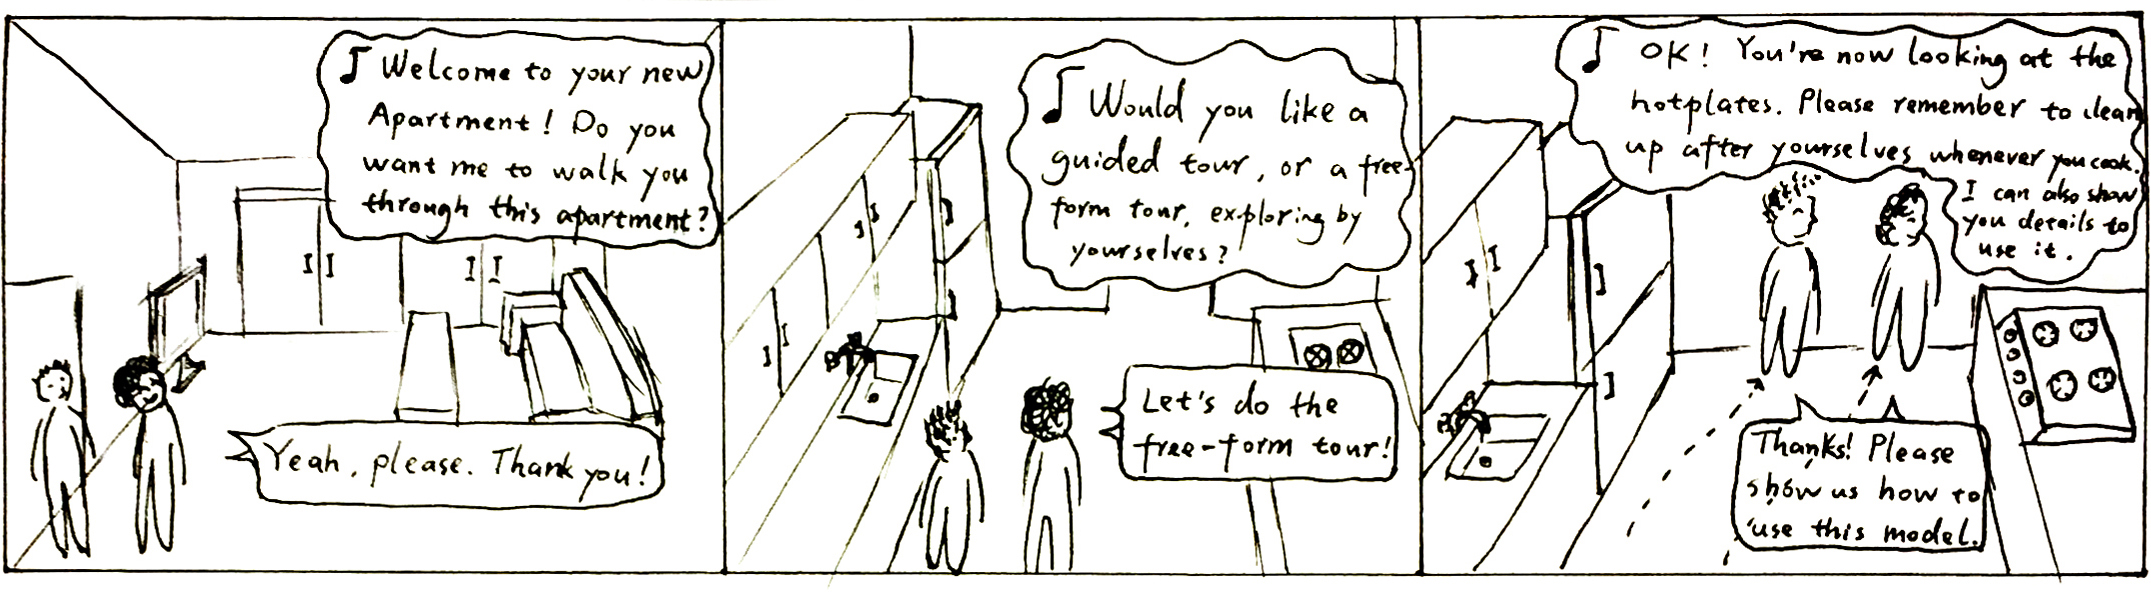 ♪ Welcome to your new
Apartment! Do you
want me to walk you
through this apartment?
Yeah, please. Thank you!
♪ Would you like a
guided tour, or a free-
form tour, exploring by
yourselves?
Let's do the
free-form tour!
♪ OK! You're now looking at the
hotplates. Please remember to clean
up after yourselves whenever you cook.
I can also show
you details to
use it.
Thanks! Please
show us how to
use this model.